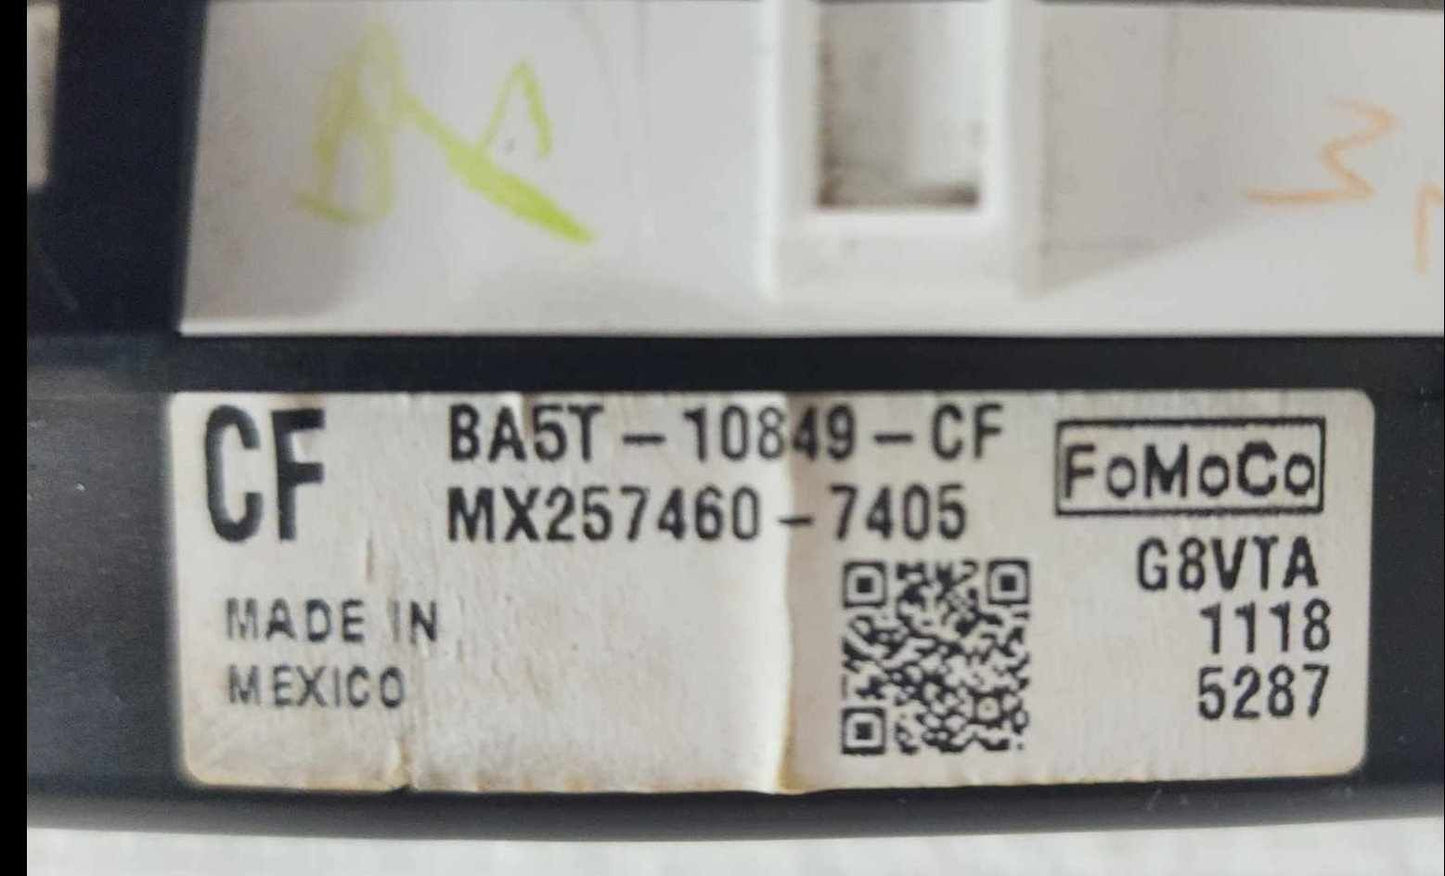 CF
BA5T-10849-CF
MX257460-7405
FoMoCo
G8VTA
1118
5287
MADE IN
MEXICO